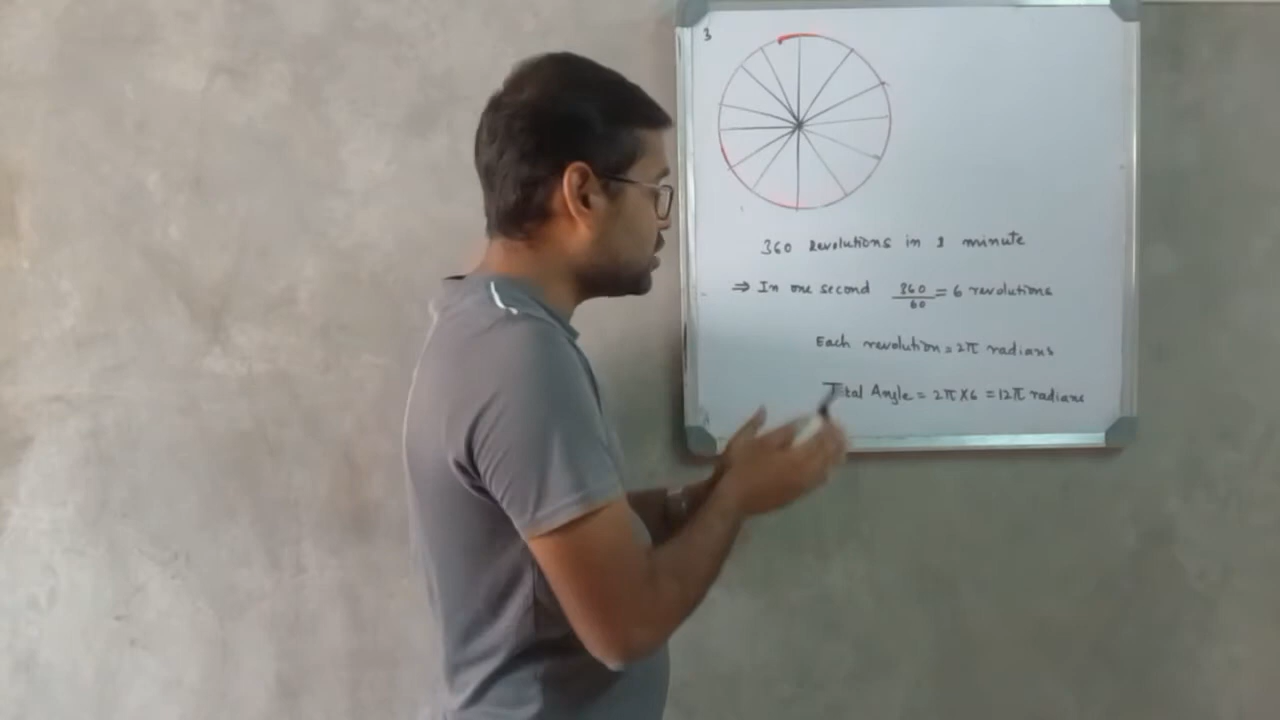 3
360 revolutions in 1 minute
⇒ In one second 360/60 = 6 revolutions
Each revolution = 2π radians
Total Angle = 2π × 6 = 12π radians